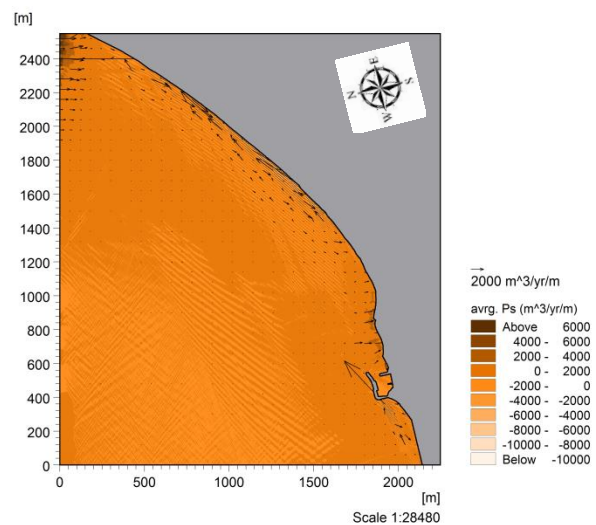 [m]
2400
2200
2000
1800
1600
1400
1200
1000
800
600
400
200
0
0 500 1000 1500 2000
[m]
Scale 1:28480
N E S W
2000 m^3/yr/m
avrg. Ps (m^3/yr/m)
Above 6000
4000 - 6000
2000 - 4000
0 - 2000
-2000 - 0
-4000 - -2000
-6000 - -4000
-8000 - -6000
-10000 - -8000
Below -10000